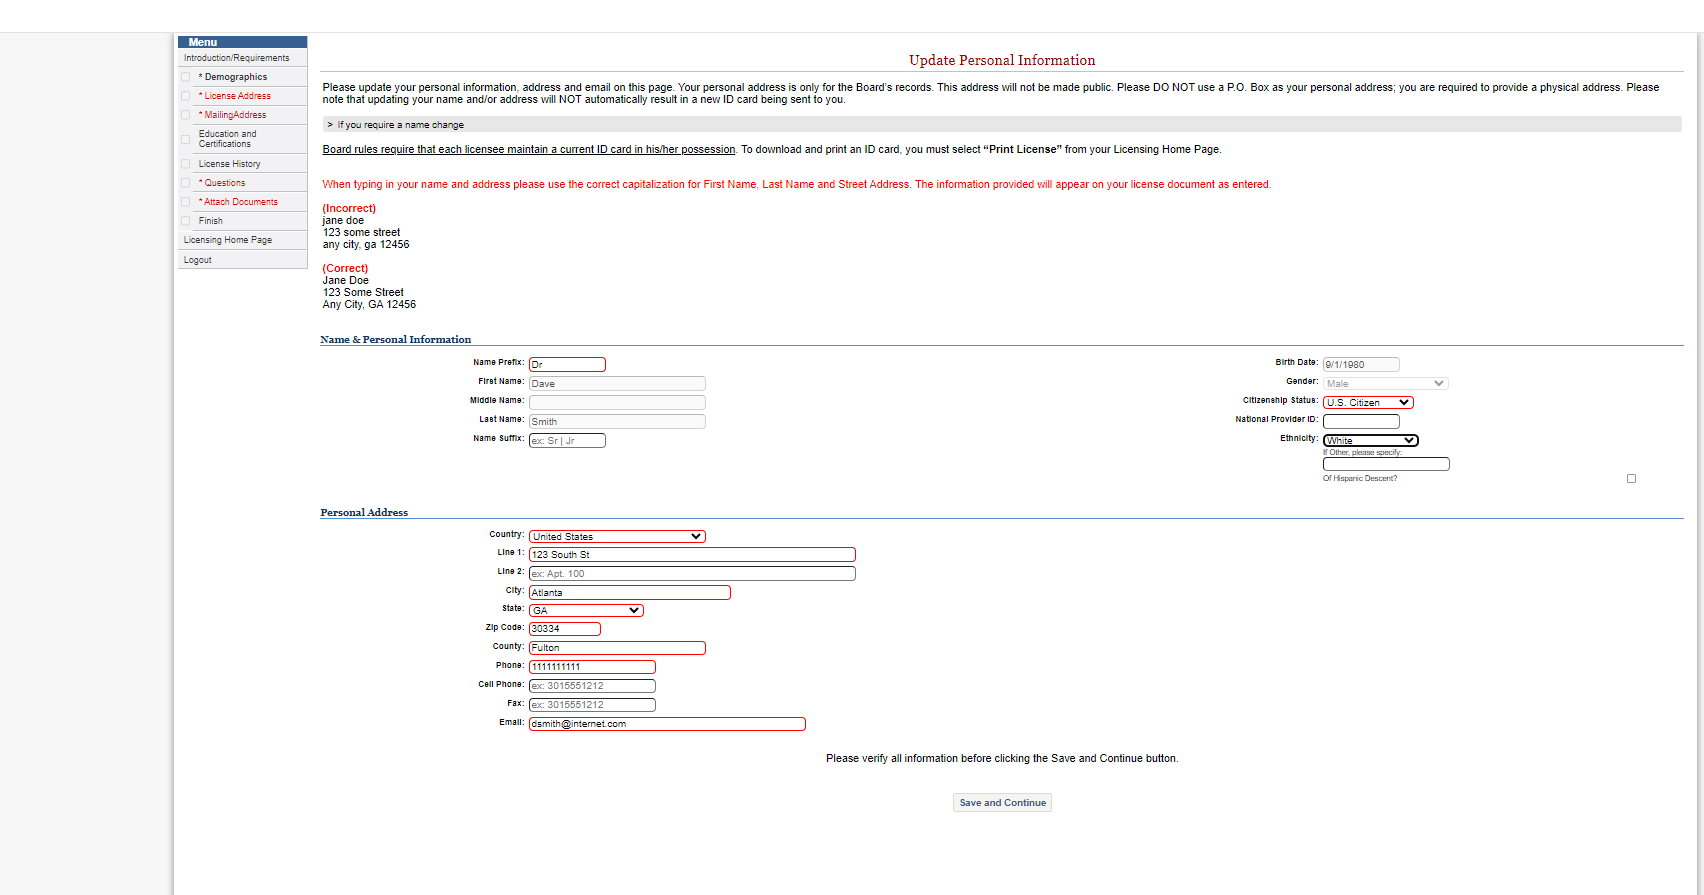 Menu
Introduction/Requirements
* Demographics
* License Address
* MailingAddress
Education and
Certifications
License History
* Questions
* Attach Documents
Finish
Licensing Home Page
Logout
Update Personal Information
Please update your personal information, address and email on this page. Your personal address is only for the Board's records. This address will not be made public. Please DO NOT use a P.O. Box as your personal address; you are required to provide a physical address. Please
note that updating your name and/or address will NOT automatically result in a new ID card being sent to you.
> If you require a name change
Board rules require that each licensee maintain a current ID card in his/her possession. To download and print an ID card, you must select “Print License” from your Licensing Home Page.
When typing in your name and address please use the correct capitalization for First Name, Last Name and Street Address. The information provided will appear on your license document as entered.
(Incorrect)
jane doe
123 some street
any city, ga 12456
(Correct)
Jane Doe
123 Some Street
Any City, GA 12456
Name & Personal Information
Name Prefix: Dr
First Name: Dave
Middle Name:
Last Name: Smith
Name Suffix: ex: Sr | Jr
Birth Date: 9/1/1980
Gender: Male
Citizenship Status: U.S. Citizen
National Provider ID:
Ethnicity: White
If Other, please specify:
Of Hispanic Descent?
Personal Address
Country: United States
Line 1: 123 South St
Line 2: ex: Apt. 100
City: Atlanta
State: GA
Zip Code: 30334
County: Fulton
Phone: 1111111111
Cell Phone: ex: 3015551212
Fax: ex: 3015551212
Email: dsmith@internet.com
Please verify all information before clicking the Save and Continue button.
Save and Continue